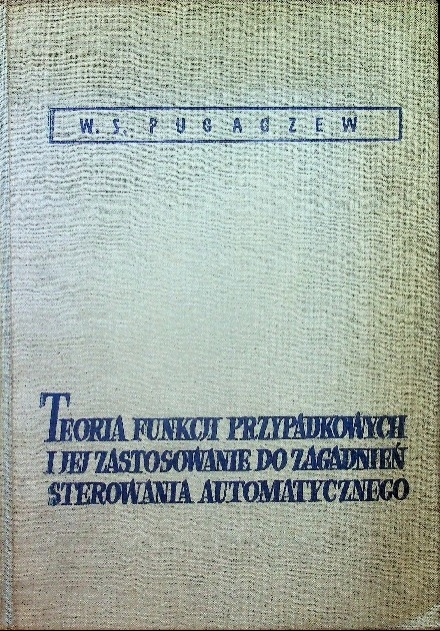 W. S. PUGACZEW
TEORIA FUNKCJI PRZYPADKOWYCH
I JEJ ZASTOSOWANIE DO ZAGADNIEŃ
STEROWANIA AUTOMATYCZNEGO